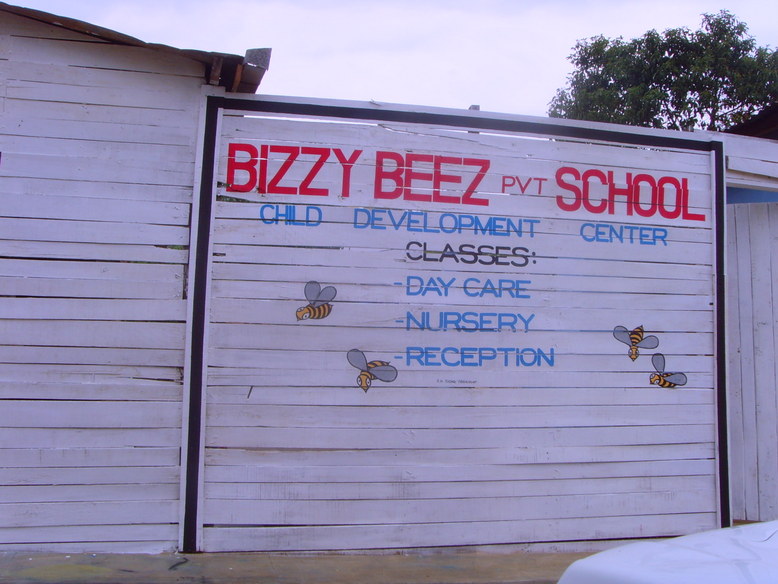 BIZZY BEEZ PVT SCHOOL
CHILD DEVELOPMENT CENTER
CLASSES:
-DAY CARE
-NURSERY
-RECEPTION